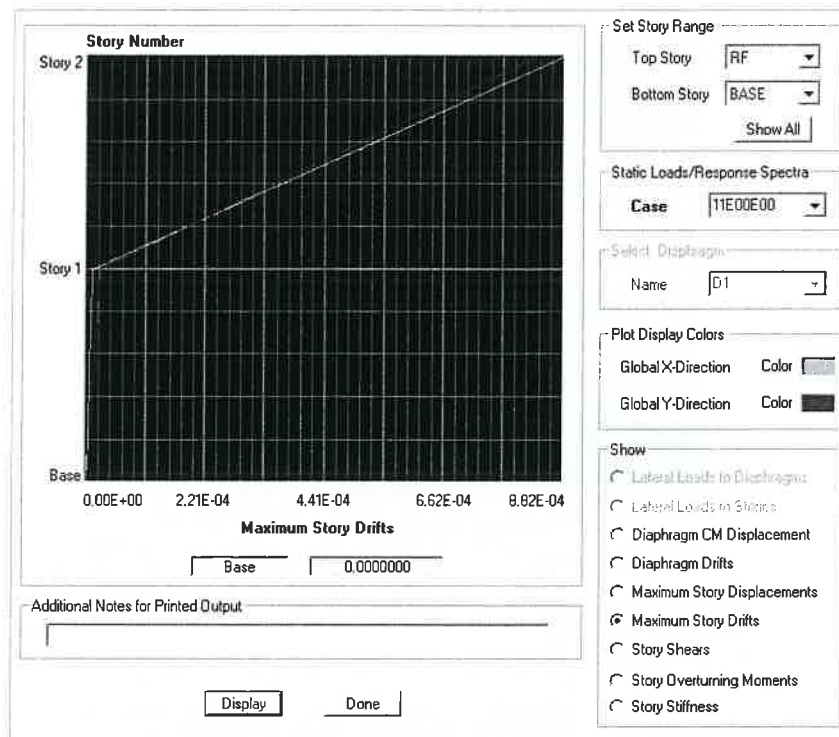 Story Number
Story 2
Story 1
Base
0.00E+00 2.21E-04 4.41E-04 6.62E-04 8.82E-04
Maximum Story Drifts
Base 0.0000000
Additional Notes for Printed Output
Display Done
Set Story Range
Top Story RF
Bottom Story BASE
Show All
Static Loads/Response Spectra
Case 11E00E00
Select Diaphragm
Name D1
Plot Display Colors
Global X-Direction Color
Global Y-Direction Color
Show
Lateral Loads to Diaphragms
Lateral Loads to Stories
Diaphragm CM Displacement
Diaphragm Drifts
Maximum Story Displacements
Maximum Story Drifts
Story Shears
Story Overturning Moments
Story Stiffness